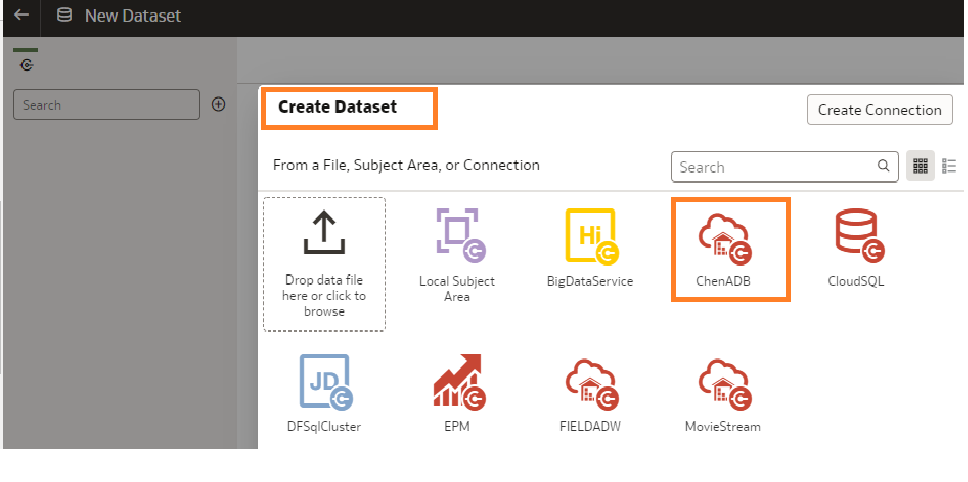 New Dataset
Search
Create Dataset
Create Connection
From a File, Subject Area, or Connection
Search
Drop data file
here or click to
browse
Local Subject
Area
Hi
BigDataService
ChenADB
CloudSQL
JD
DFSqlCluster
EPM
FIELDADW
MovieStream